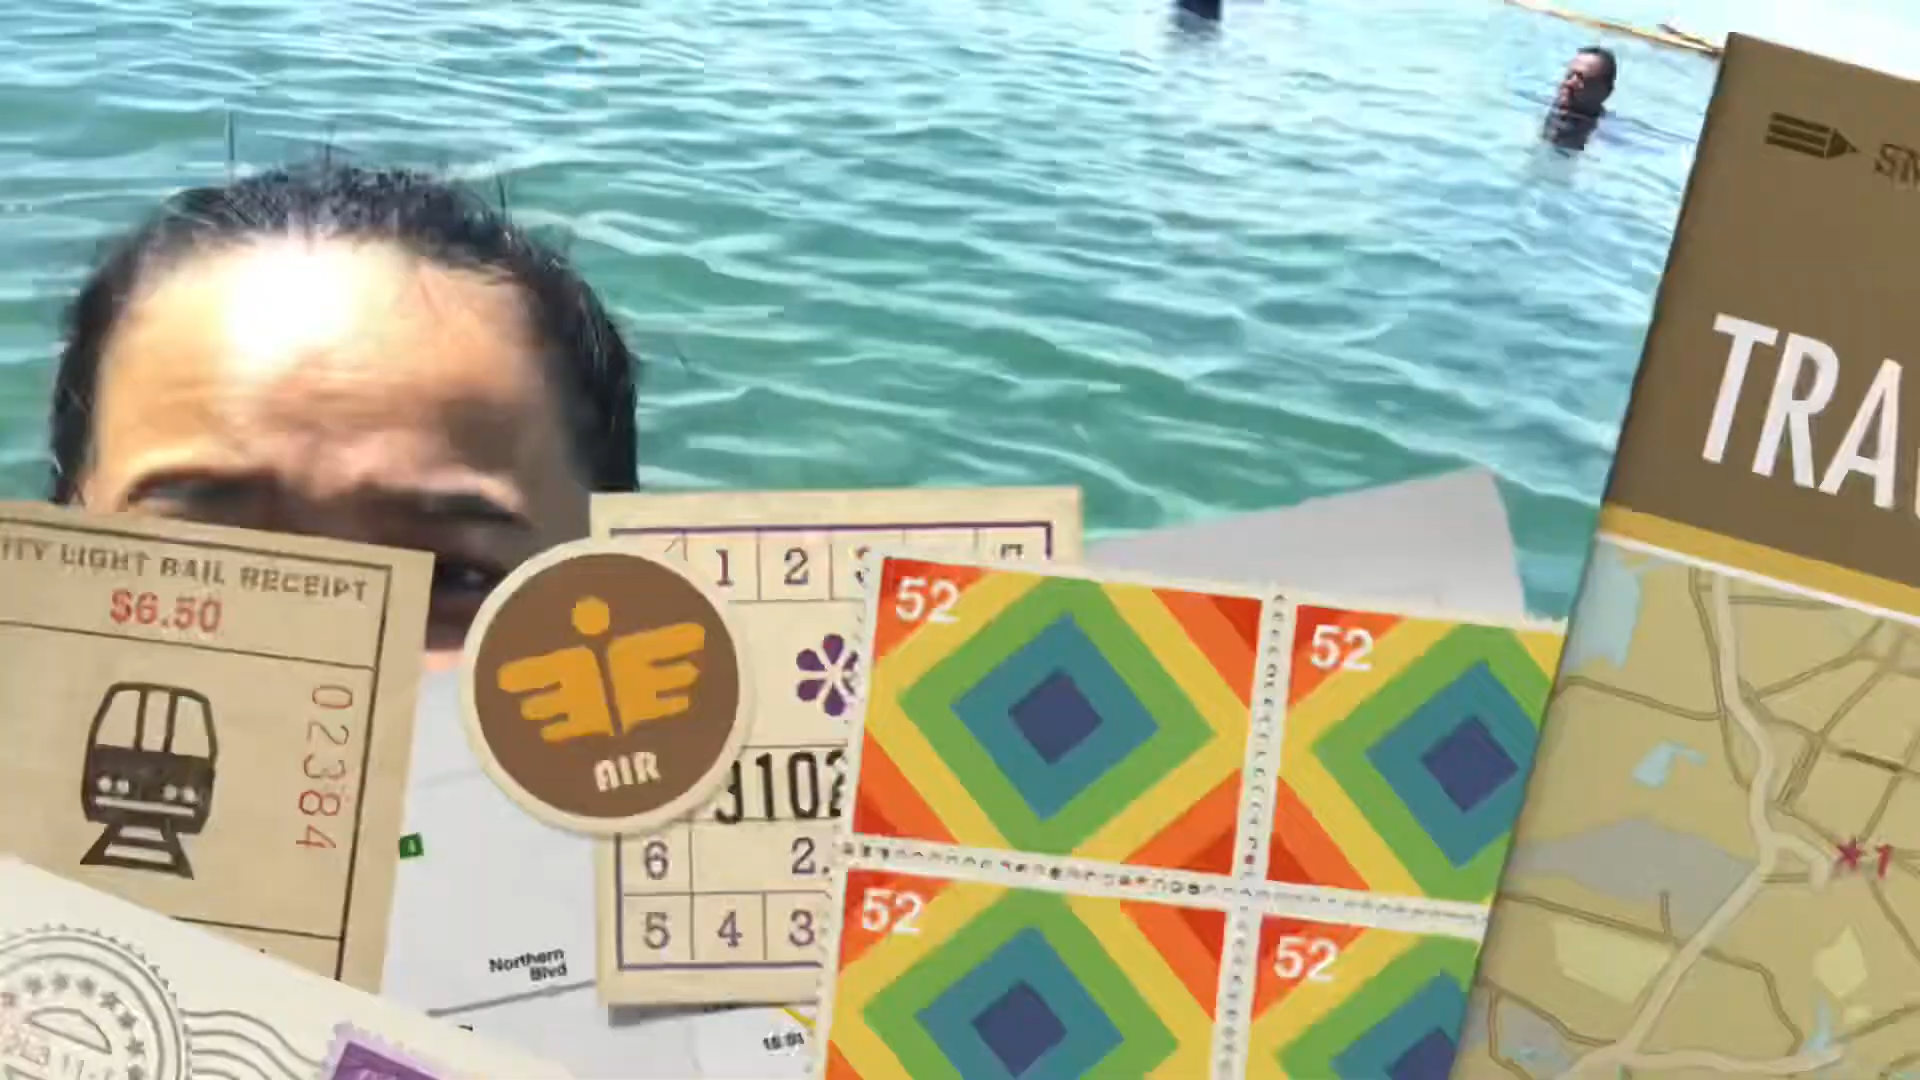 TRA
ITY LIGHT RAIL RECEIPT
$6.50
02384
AIR
1 2
3102
6 2.
5 4 3
52
52
52
52
1
Northern
Blvd